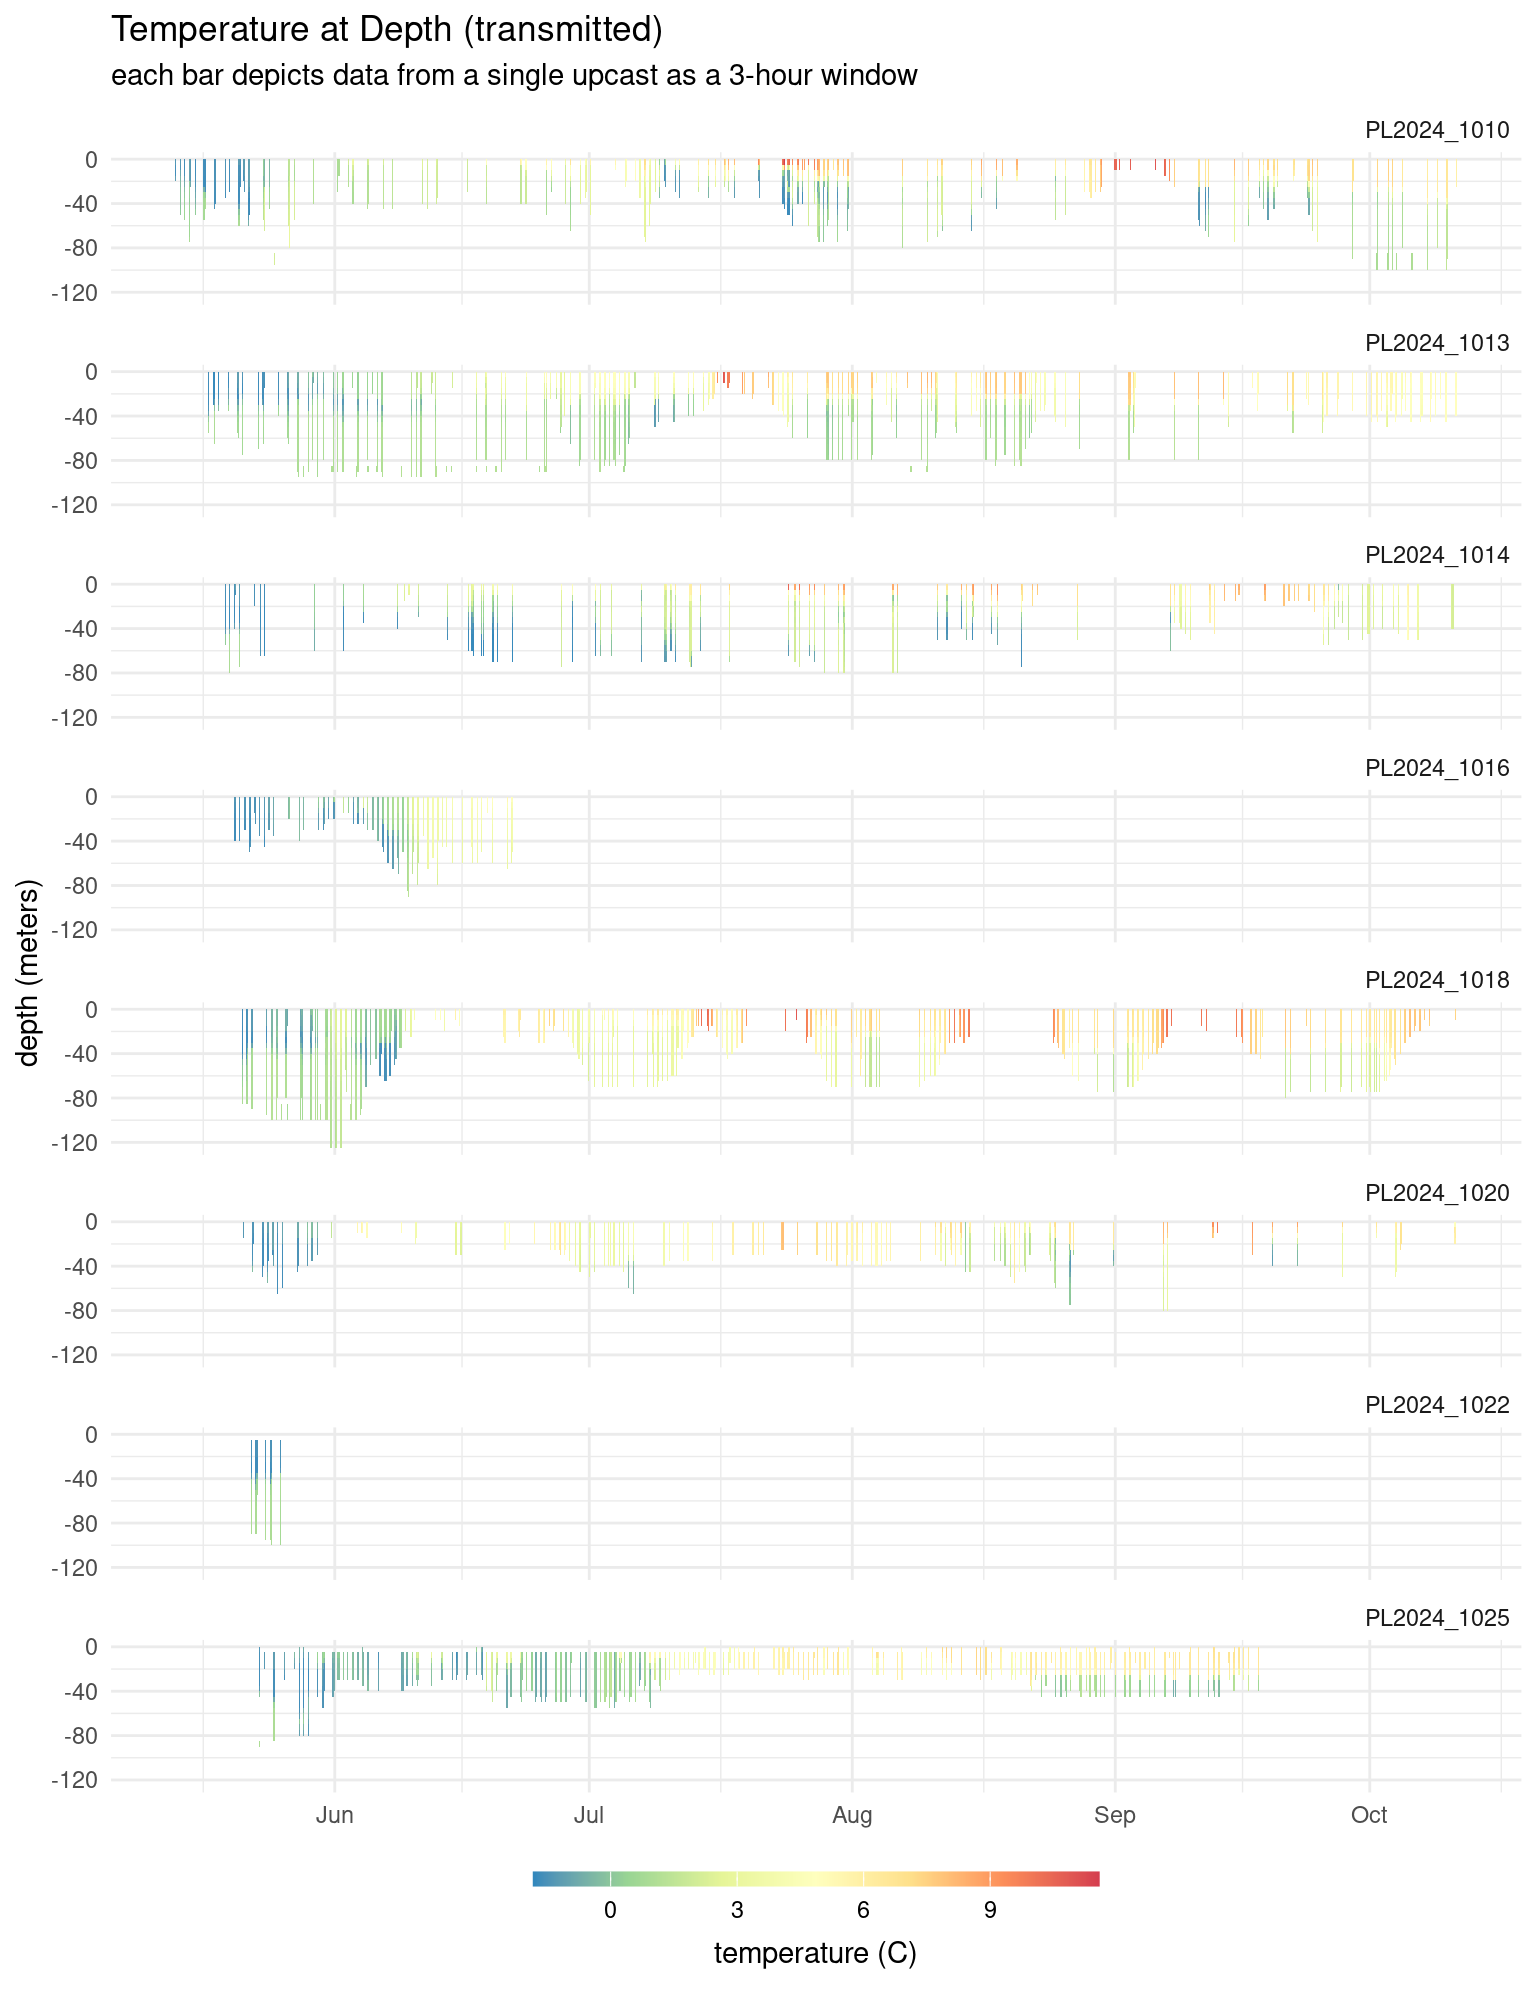 Temperature at Depth (transmitted)
each bar depicts data from a single upcast as a 3-hour window
PL2024_1010
0
-40
-80
-120
PL2024_1013
0
-40
-80
-120
PL2024_1014
0
-40
-80
-120
PL2024_1016
0
-40
-80
-120
depth (meters)
PL2024_1018
0
-40
-80
-120
PL2024_1020
0
-40
-80
-120
PL2024_1022
0
-40
-80
-120
PL2024_1025
0
-40
-80
-120
Jun Jul Aug Sep Oct
0 3 6 9
temperature (C)